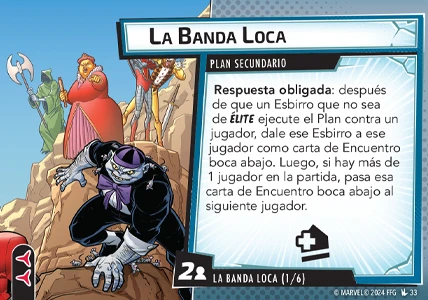 La Banda Loca
PLAN SECUNDARIO
Respuesta obligada: después
de que un Esbirro que no sea
de ÉLITE ejecute el Plan contra un
jugador, dale ese Esbirro a ese
jugador como carta de Encuentro
boca abajo. Luego, si hay más de
1 jugador en la partida, pasa esa
carta de Encuentro boca abajo al
siguiente jugador.
2
LA BANDA LOCA (1/6)
© MARVEL © 2024 FFG 33